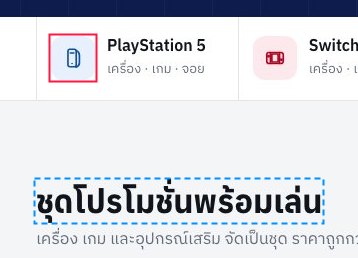 PlayStation 5
เครื่อง · เกม · จอย
Switch
เครื่อง ·
ชุดโปรโมชั่นพร้อมเล่น
เครื่อง เกม และอุปกรณ์เสริม จัดเป็นชุด ราคาถูกกว